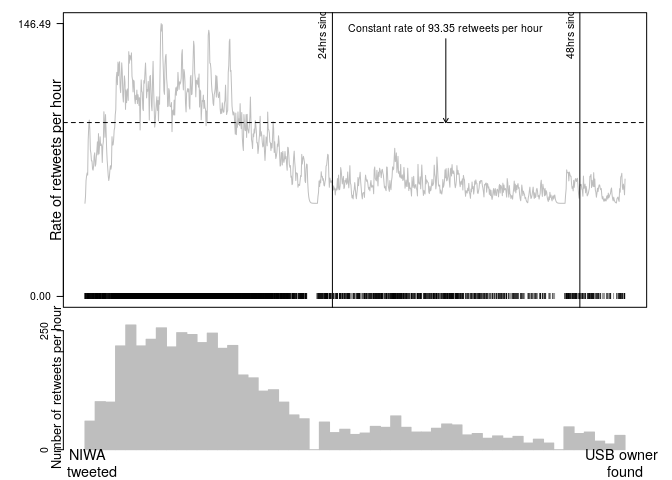 146.49
0.00
Rate of retweets per hour
24hrs sinc
Constant rate of 93.35 retweets per hour
48hrs sinc
250
0
Number of retweets per hour
NIWA
tweeted
USB owner
found